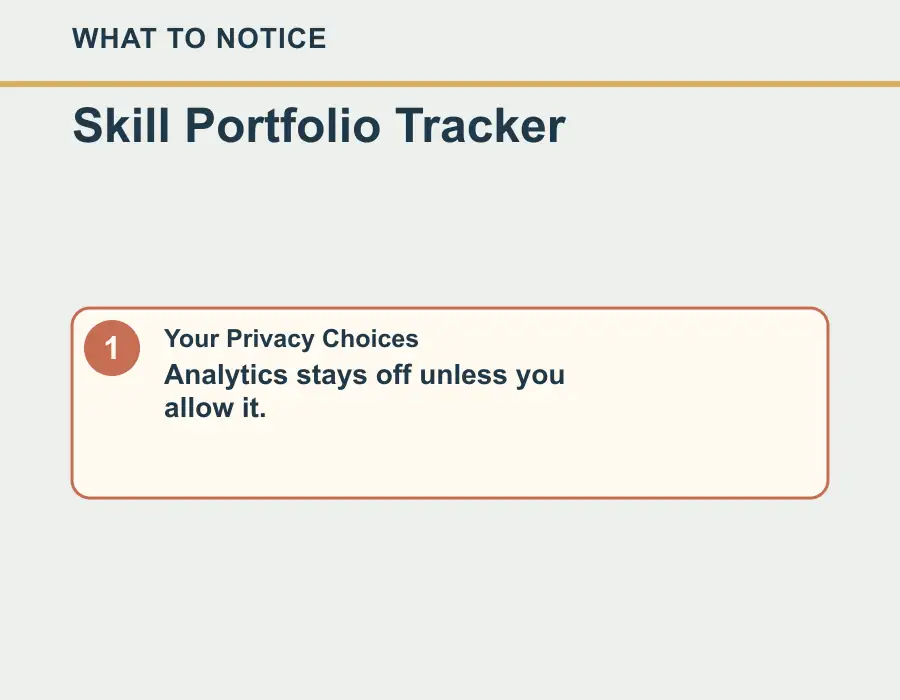 WHAT TO NOTICE
Skill Portfolio Tracker
1
Your Privacy Choices
Analytics stays off unless you
allow it.